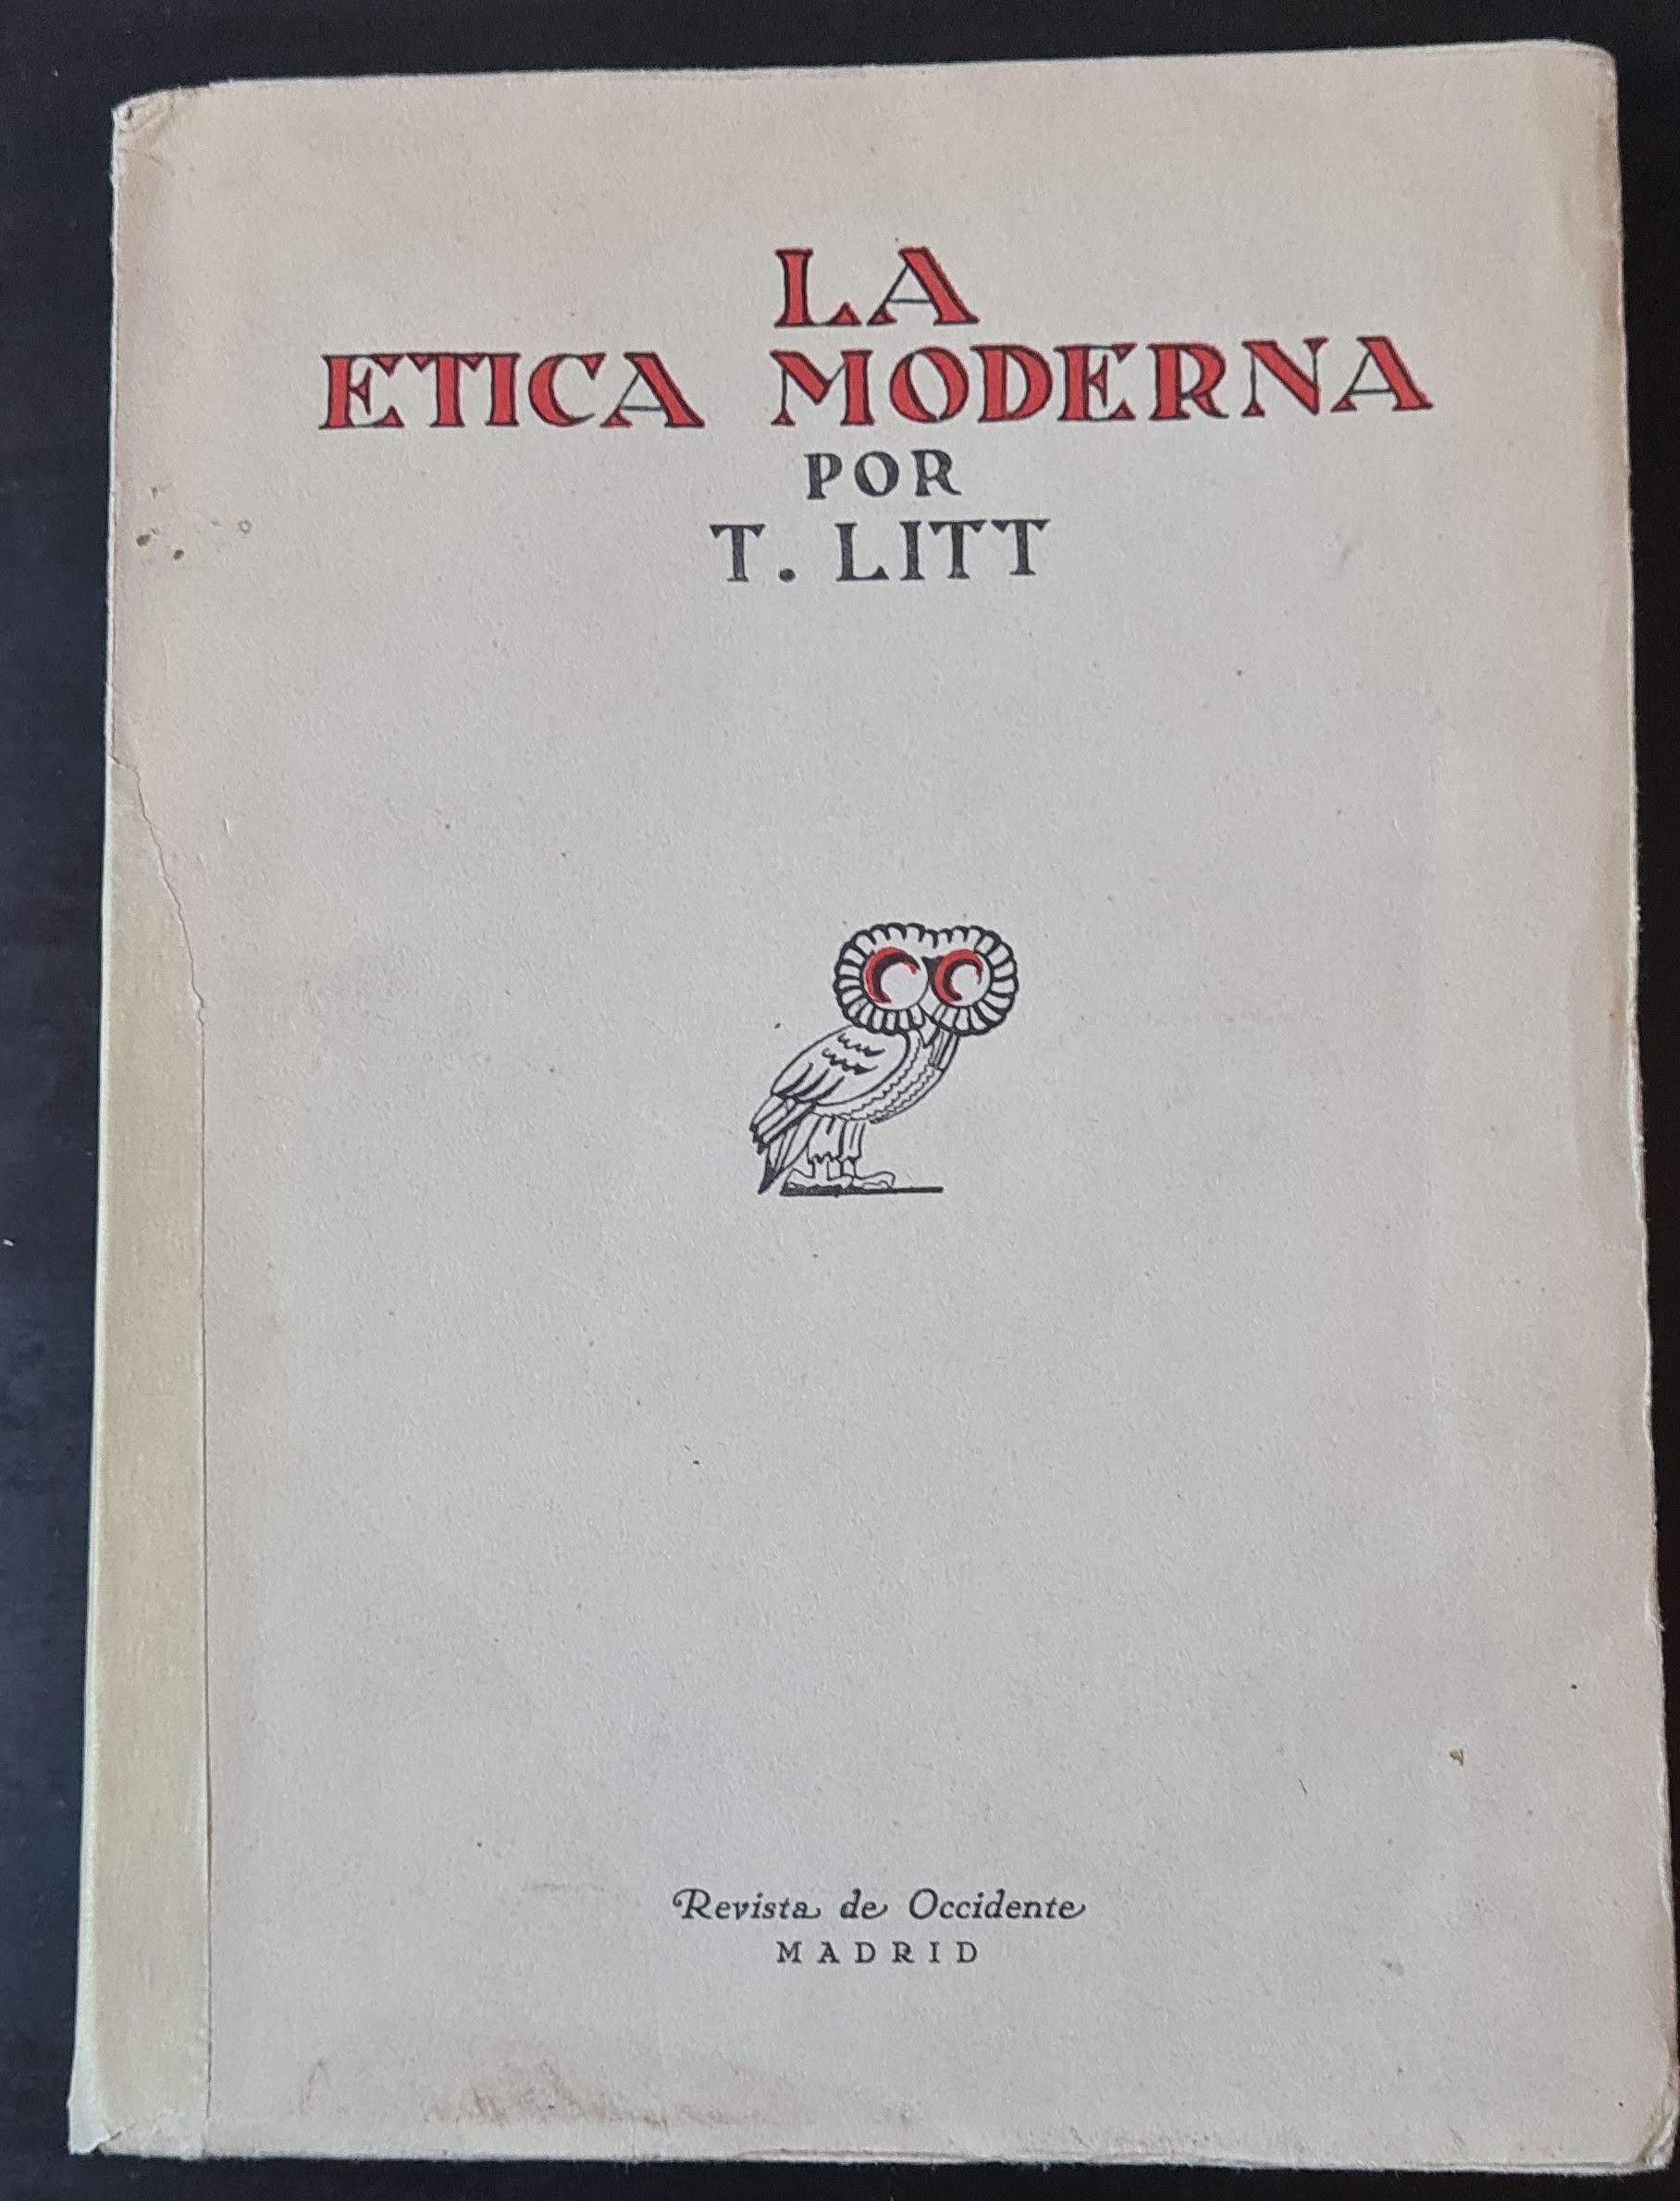 LA
ETICA MODERNA
POR
T. LITT
Revista de Occidente
MADRID